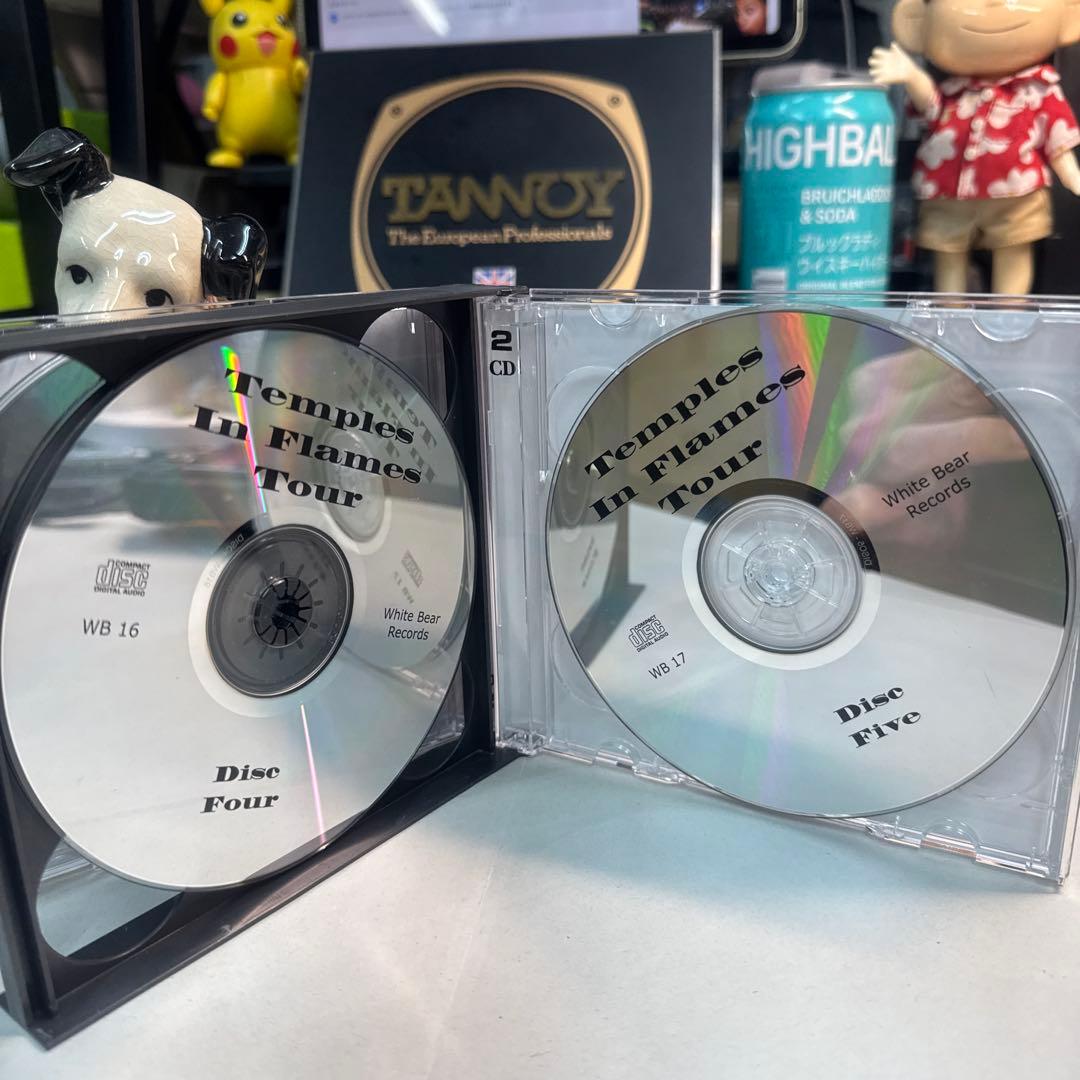 TANNOY
The European Professionals
HIGHBAL
BRUICHLADD
& SODA
ブルックラディ
ウイスキーハイ
2
CD
Temples
In Flames
Tour
COMPACT
disc
DIGITAL AUDIO
WB 16
White Bear
Records
Disc
Four
Temples
In Flames
Tour
White Bear
Records
COMPACT
disc
DIGITAL AUDIO
WB 17
Disc
Five